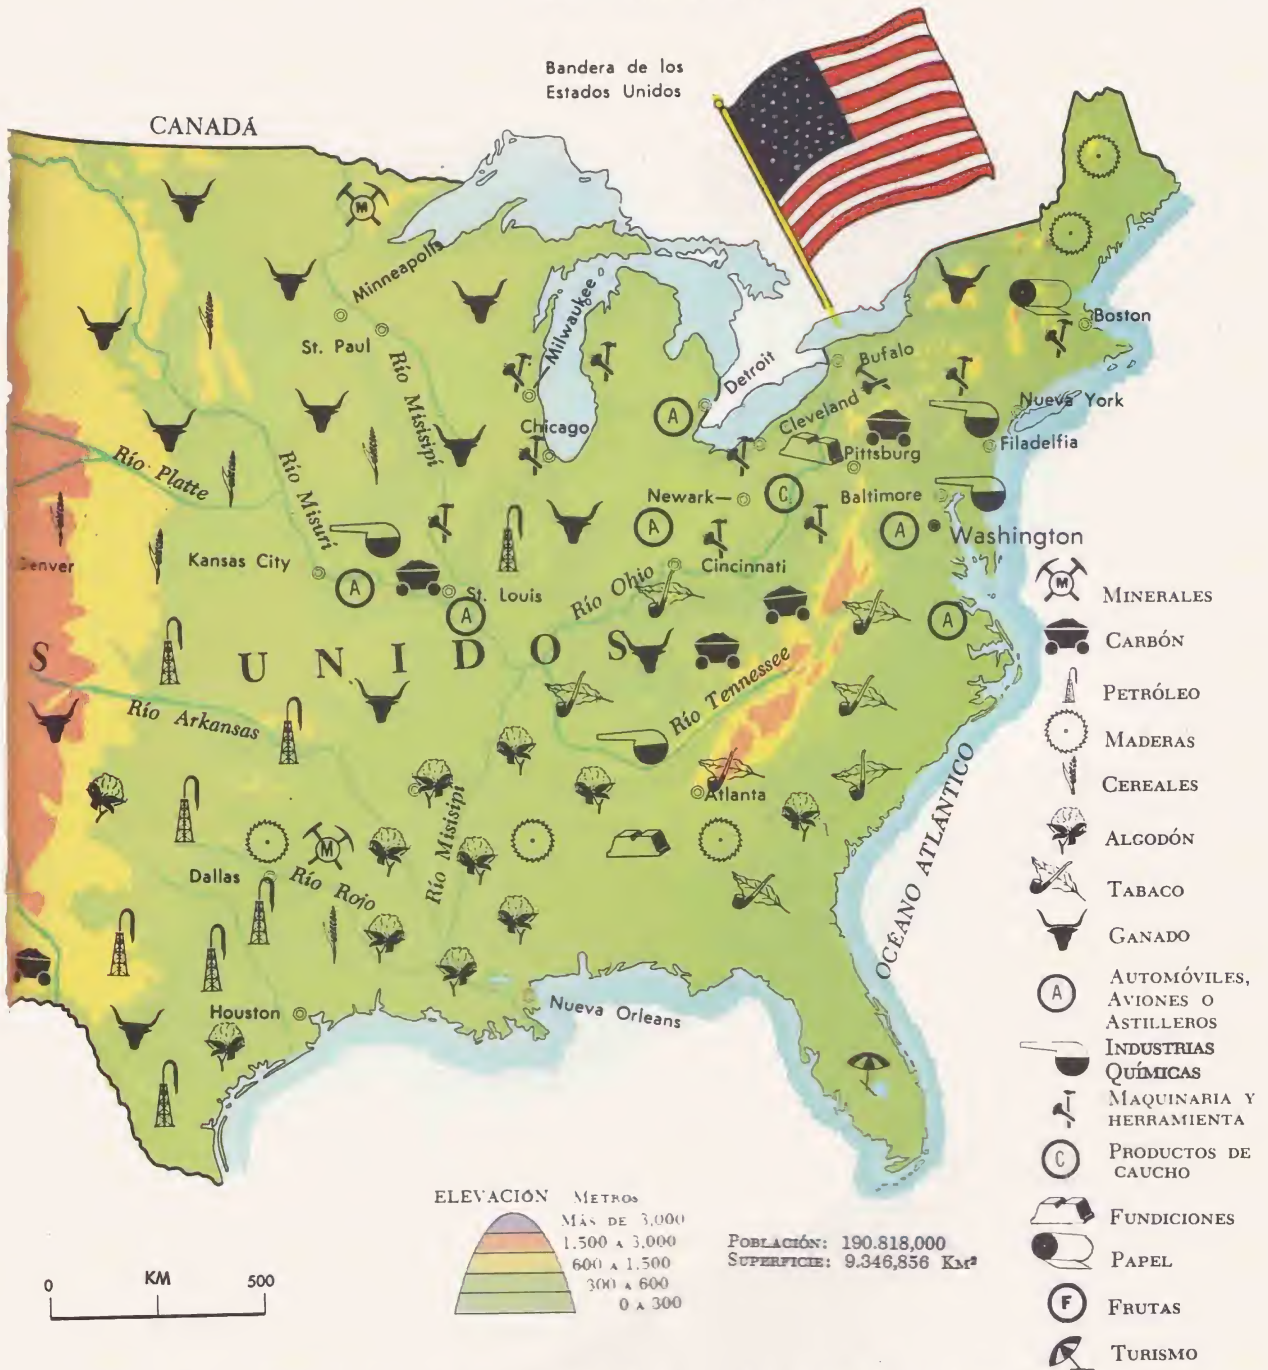 Bandera de los
Estados Unidos
CANADÁ
Minneapolis
St. Paul
Río Misisipí
Milwaukee
Chicago
Detroit
Bufalo
Cleveland
Pittsburg
Boston
Nueva York
Filadelfia
Newark
Baltimore
Washington
Río Platte
Río Misuri
Kansas City
St. Louis
Río Ohio
Cincinnati
S UNIDOS
Río Tennessee
Río Arkansas
Atlanta
Río Misisipi
Dallas
Río Rojo
Houston
Nueva Orleans
OCEANO ATLÁNTICO
M
M
A
A
A
A
A
A
C
M MINERALES
CARBÓN
PETRÓLEO
MADERAS
CEREALES
ALGODÓN
TABACO
GANADO
A AUTOMÓVILES,
AVIONES O
ASTILLEROS
INDUSTRIAS
QUÍMICAS
MAQUINARIA Y
HERRAMIENTA
C PRODUCTOS DE
CAUCHO
FUNDICIONES
PAPEL
F FRUTAS
TURISMO
ELEVACIÓN METROS
MÁS DE 3,000
1.500 A 3,000
600 A 1.500
300 A 600
0 A 300
POBLACIÓN: 190.818,000
SUPERFICIE: 9.346,856 KM²
0 KM 500